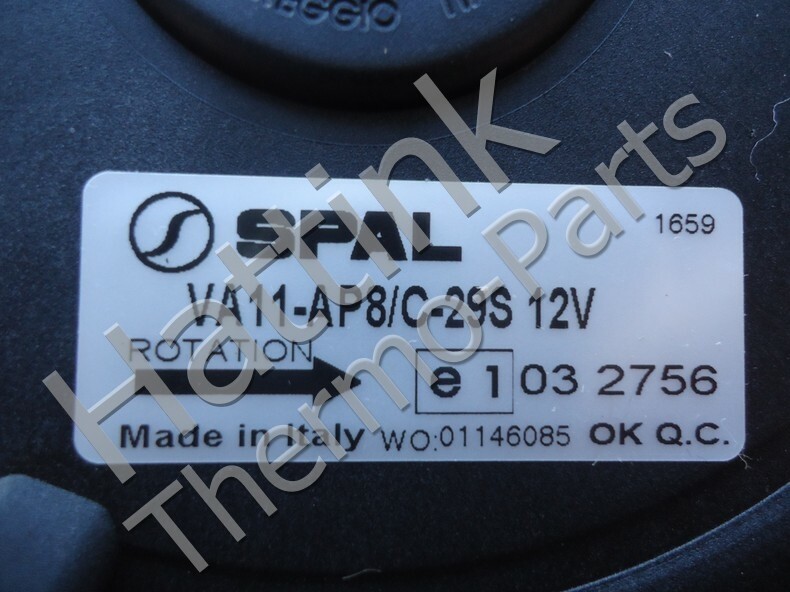 REGGIO
SPAL
1659
VA11-AP8/C-29S 12V
ROTATION
e 1 03 2756
Made in Italy WO:01146085 OK Q.C.
Hattink
Thermo-Parts